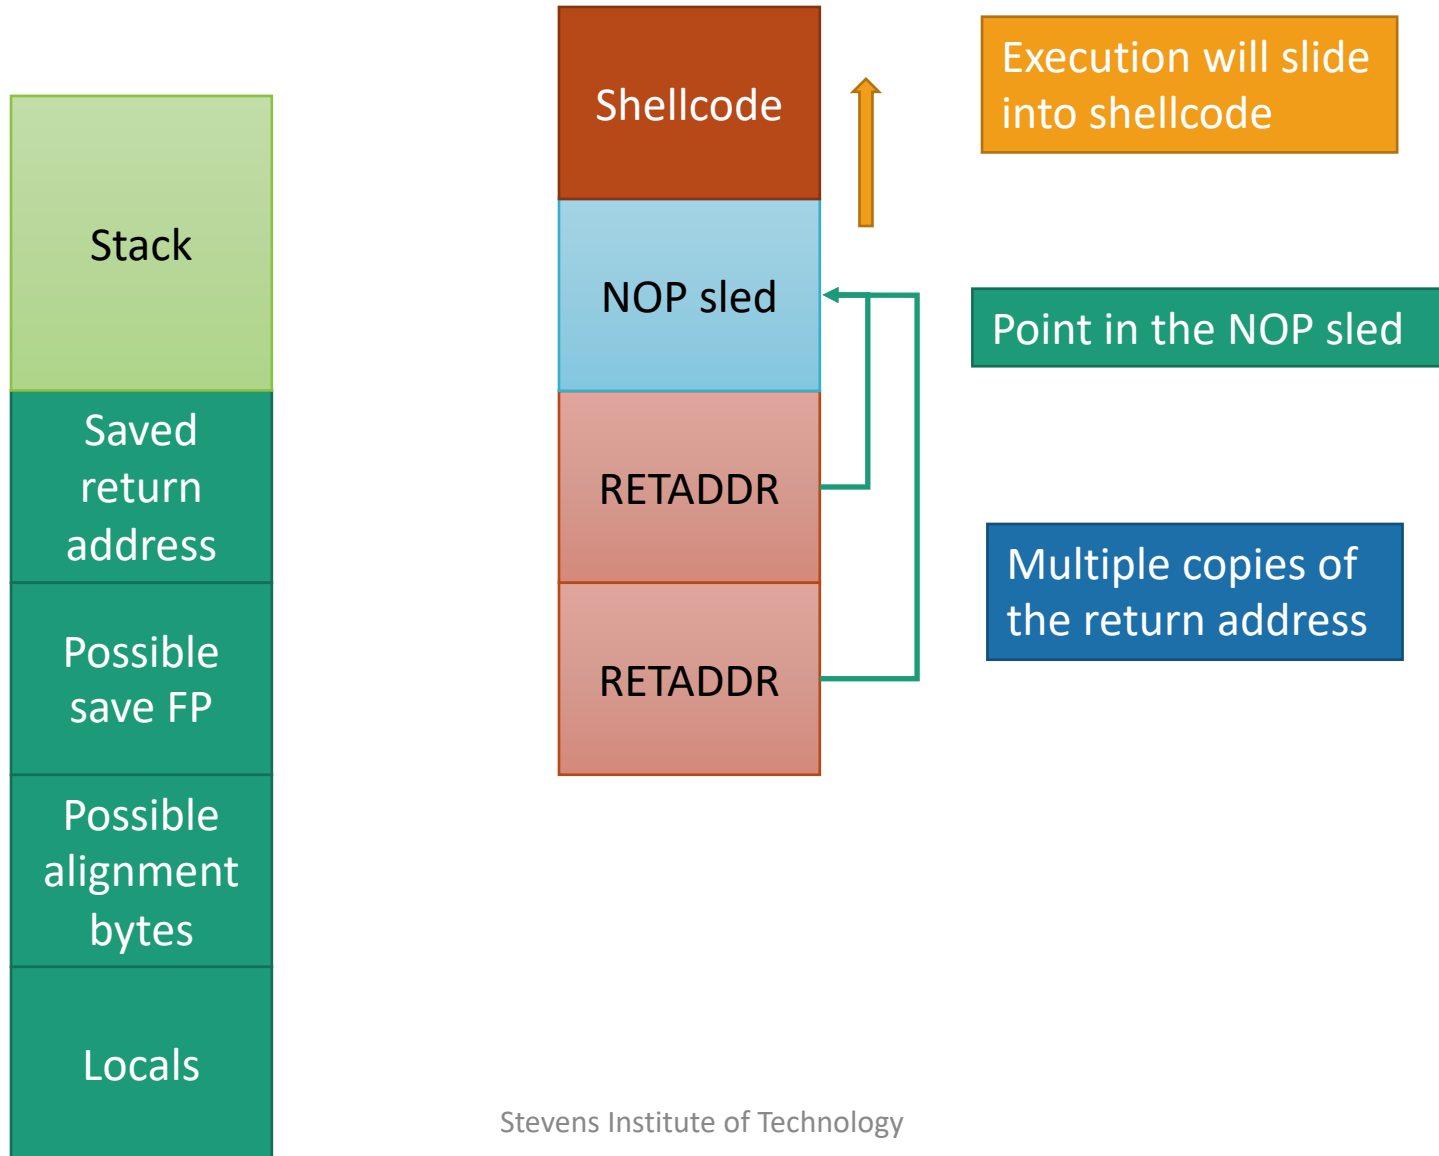 Stack
Saved
return
address
Possible
save FP
Possible
alignment
bytes
Locals
Shellcode
NOP sled
RETADDR
RETADDR
Execution will slide
into shellcode
Point in the NOP sled
Multiple copies of
the return address
Stevens Institute of Technology